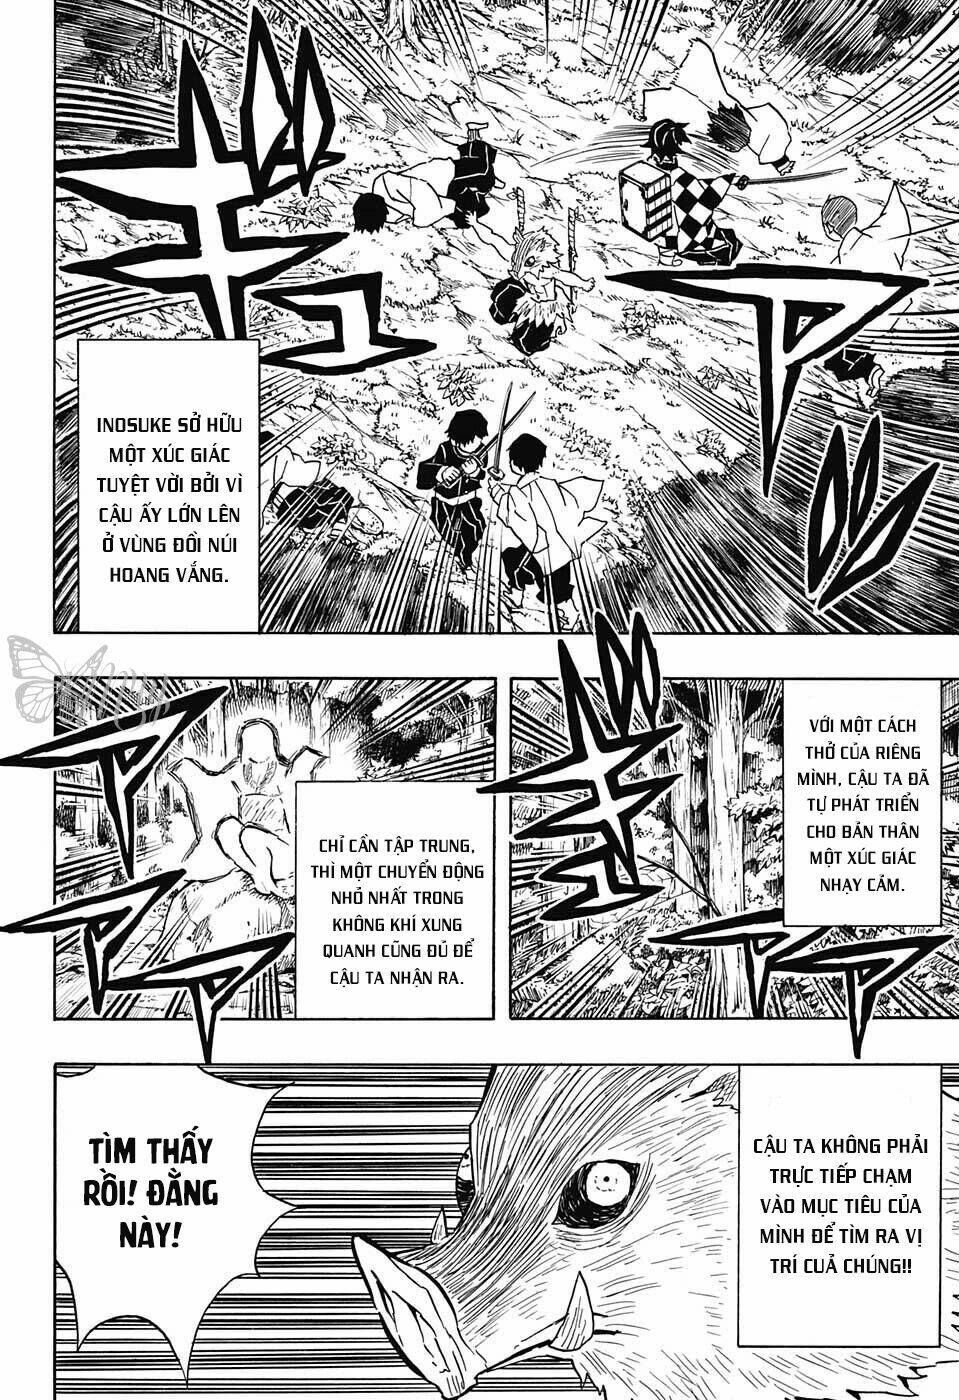 INOSUKE SỞ HỮU
MỘT XÚC GIÁC
TUYỆT VỜI BỞI VÌ
CẬU ẤY LỚN LÊN
Ở VÙNG ĐỒI NÚI
HOANG VẮNG.
VỚI MỘT CÁCH
THỞ CỦA RIÊNG
MÌNH, CẬU TA ĐÃ
TỰ PHÁT TRIỂN
CHO BẢN THÂN
MỘT XÚC GIÁC
NHẠY CẢM.
CHỈ CẦN TẬP TRUNG,
THÌ MỘT CHUYỂN ĐỘNG
NHỎ NHẤT TRONG
KHÔNG KHÍ XUNG
QUANH CŨNG ĐỦ ĐỂ
CẬU TA NHẬN RA.
CẬU TA KHÔNG PHẢI
TRỰC TIẾP CHẠM
VÀO MỤC TIÊU CỦA
MÌNH ĐỂ TÌM RA VỊ
TRÍ CUẢ CHÚNG!!
TÌM THẤY
RỒI! ĐẰNG
NÀY!